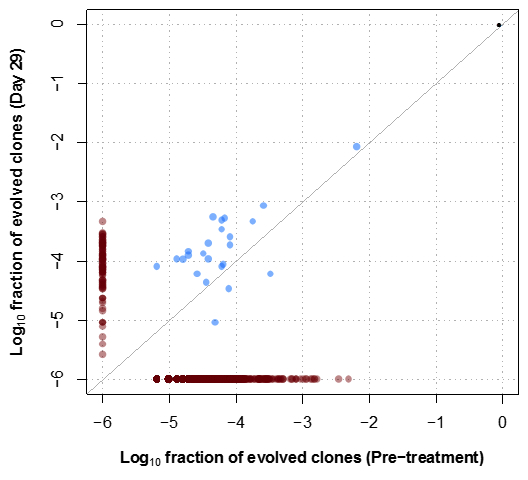 Log10 fraction of evolved clones (Day 29)
0
−1
−2
−3
−4
−5
−6
−6 −5 −4 −3 −2 −1 0
Log10 fraction of evolved clones (Pre−treatment)